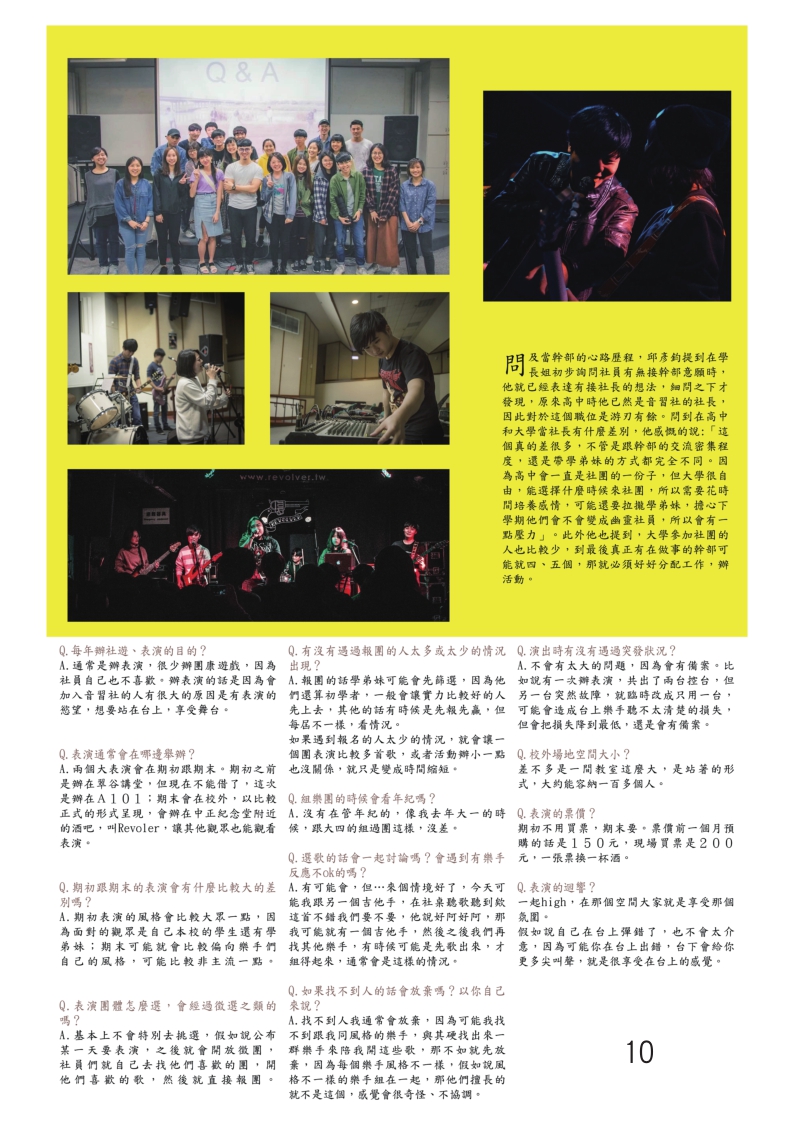 Q & A
www.revolver.tw
REVOLVER
問及當幹部的心路歷程，邱彥鈞提到在學
長姐初步詢問社員有無接幹部意願時，
他就已經表達有接社長的想法，細問之下才
發現，原來高中時他已然是音習社的社長，
因此對於這個職位是游刃有餘。問到在高中
和大學當社長有什麼差別，他感慨的說:「這
個真的差很多，不管是跟幹部的交流密集程
度，還是帶學弟妹的方式都完全不同。因
為高中會一直是社團的一份子，但大學很自
由，能選擇什麼時候來社團，所以需要花時
間培養感情，可能還要拉攏學弟妹，擔心下
學期他們會不會變成幽靈社員，所以會有一
點壓力」。此外他也提到，大學參加社團的
人也比較少，到最後真正有在做事的幹部可
能就四、五個，那就必須好好分配工作，辦
活動。
Q.每年辦社遊、表演的目的？
A.通常是辦表演，很少辦團康遊戲，因為
社員自己也不喜歡。辦表演的話是因為會
加入音習社的人有很大的原因是有表演的
慾望，想要站在台上，享受舞台。
Q.表演通常會在哪邊舉辦？
A.兩個大表演會在期初跟期末。期初之前
是辦在翠谷講堂，但現在不能借了，這次
是辦在Ａ１０１；期末會在校外，以比較
正式的形式呈現，會辦在中正紀念堂附近
的酒吧，叫Revoler，讓其他觀眾也能觀看
表演。
Q.期初跟期末的表演會有什麼比較大的差
別嗎？
A.期初表演的風格會比較大眾一點，因
為面對的觀眾是自己本校的學生還有學
弟妹；期末可能就會比較偏向樂手們
自己的風格，可能比較非主流一點。
Q.表演團體怎麼選，會經過徵選之類的
嗎？
A.基本上不會特別去挑選，假如說公布
某一天要表演，之後就會開放徵團，
社員們就自己去找他們喜歡的團，開
他們喜歡的歌，然後就直接報團。
Q.有沒有遇過報團的人太多或太少的情況
出現？
A.報團的話學弟妹可能會先篩選，因為他
們還算初學者，一般會讓實力比較好的人
先上去，其他的話有時候是先報先贏，但
每屆不一樣，看情況。
如果遇到報名的人太少的情況，就會讓一
個團表演比較多首歌，或者活動辦小一點
也沒關係，就只是變成時間縮短。
Q.組樂團的時候會看年紀嗎？
A.沒有在管年紀的，像我去年大一的時
候，跟大四的組過團這樣，沒差。
Q.選歌的話會一起討論嗎？會遇到有樂手
反應不ok的嗎？
A.有可能會，但…來個情境好了，今天可
能我跟另一個吉他手，在社桌聽歌聽到欸
這首不錯我們要不要，他說好阿好阿，那
我可能就有一個吉他手，然後之後我們再
找其他樂手，有時候可能是先歌出來，才
組得起來，通常會是這樣的情況。
Q.如果找不到人的話會放棄嗎？以你自己
來說？
A.找不到人我通常會放棄，因為可能我找
不到跟我同風格的樂手，與其硬找出來一
群樂手來陪我開這些歌，那不如就先放
棄，因為每個樂手風格不一樣，假如說風
格不一樣的樂手組在一起，那他們擅長的
就不是這個，感覺會很奇怪、不協調。
Q.演出時有沒有遇過突發狀況？
A.不會有太大的問題，因為會有備案。比
如說有一次辦表演，共出了兩台控台，但
另一台突然故障，就臨時改成只用一台，
可能會造成台上樂手聽不太清楚的損失，
但會把損失降到最低，還是會有備案。
Q.校外場地空間大小？
差不多是一間教室這麼大，是站著的形
式，大約能容納一百多個人。
Q.表演的票價？
期初不用買票，期末要。票價前一個月預
購的話是１５０元，現場買票是２００
元，一張票換一杯酒。
Q.表演的迴響？
一起high，在那個空間大家就是享受那個
氛圍。
假如說自己在台上彈錯了，也不會太介
意，因為可能你在台上出錯，台下會給你
更多尖叫聲，就是很享受在台上的感覺。
10